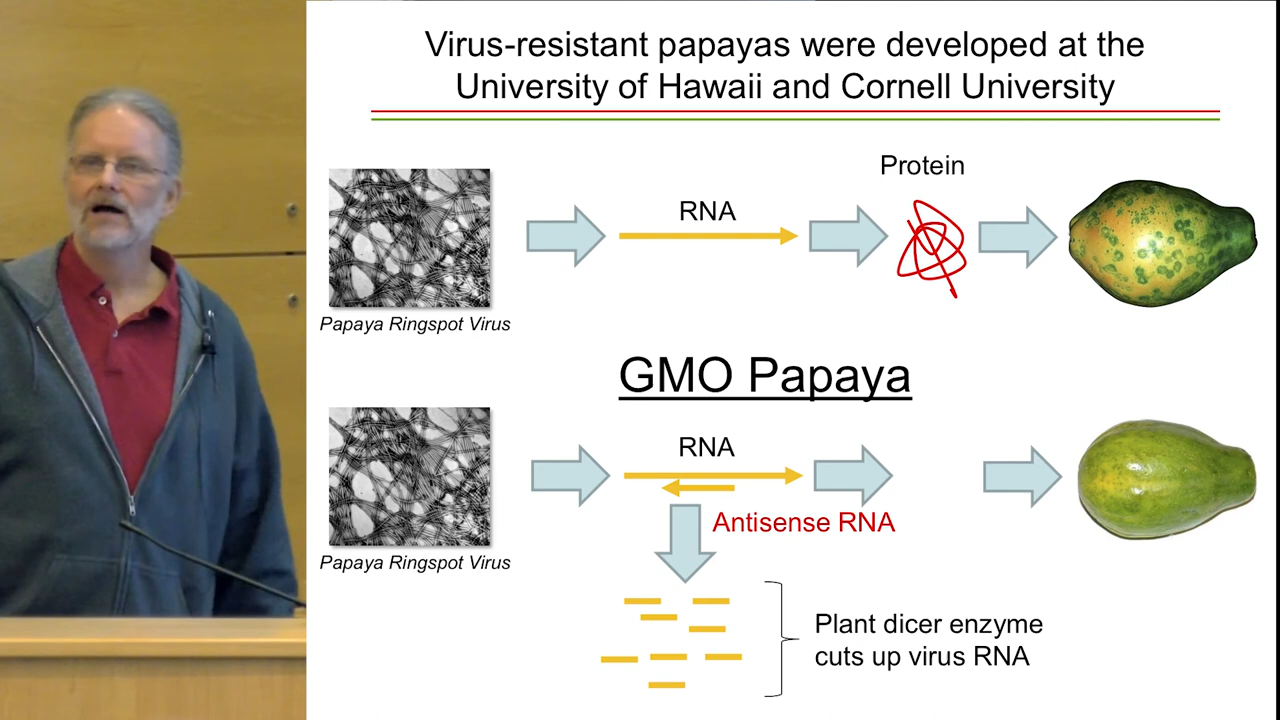 Virus-resistant papayas were developed at the
University of Hawaii and Cornell University
Protein
RNA
Papaya Ringspot Virus
GMO Papaya
RNA
Antisense RNA
Papaya Ringspot Virus
Plant dicer enzyme
cuts up virus RNA